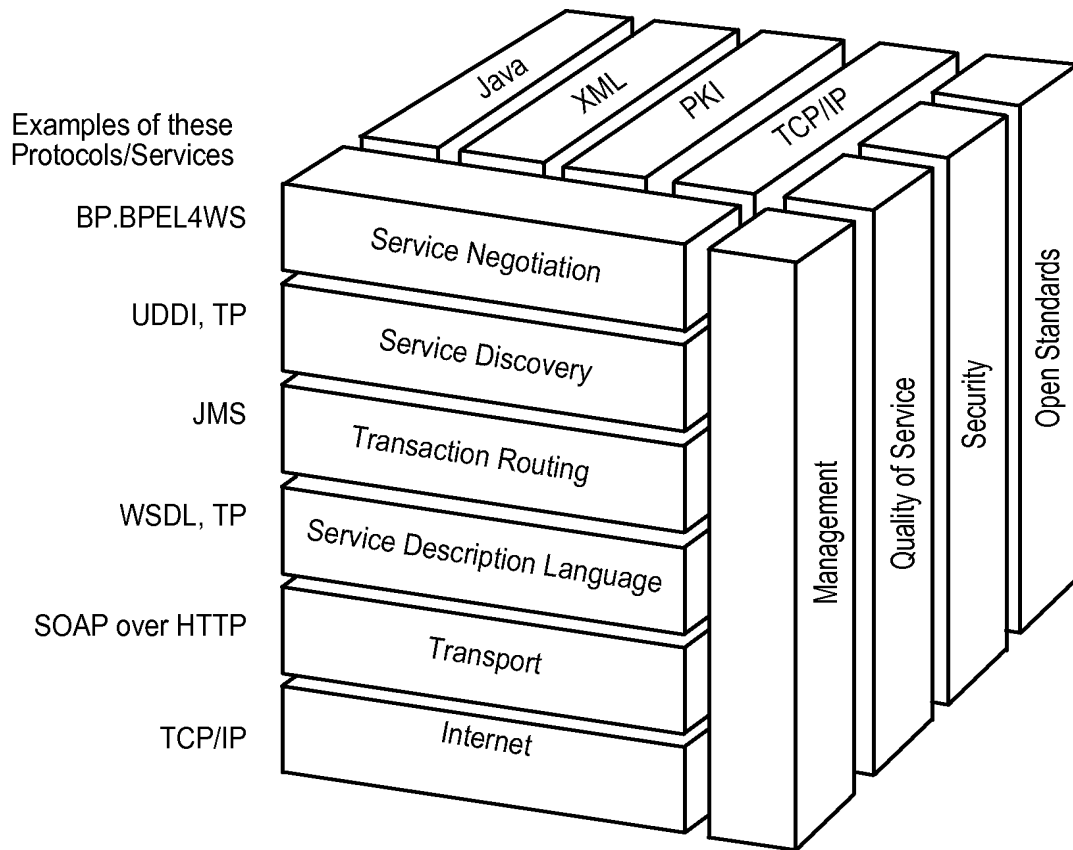 Java
XML
PKI
TCP/IP
Examples of these
Protocols/Services
BP.BPEL4WS
Service Negotiation
UDDI, TP
Service Discovery
JMS
Transaction Routing
WSDL, TP
Service Description Language
SOAP over HTTP
Transport
TCP/IP
Internet
Management
Quality of Service
Security
Open Standards